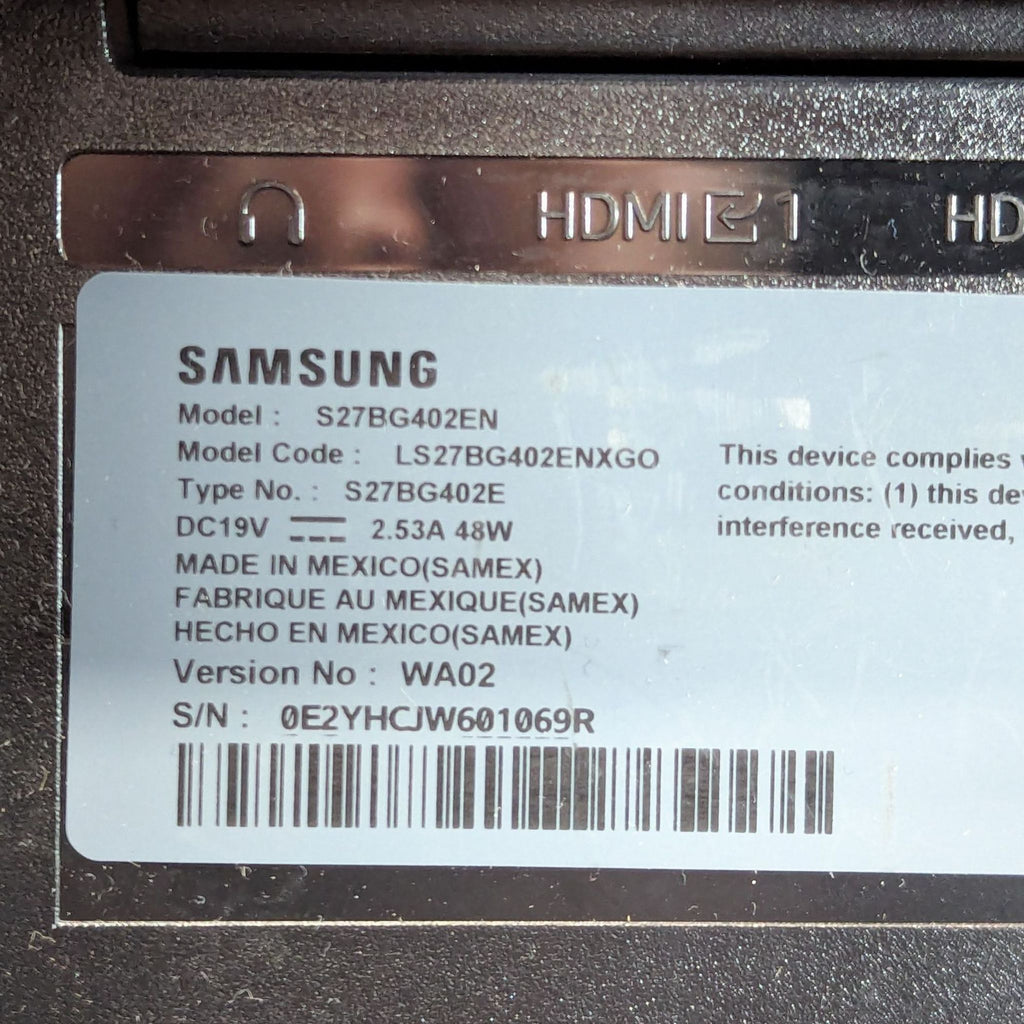 HDMI 1 HD
SAMSUNG
Model : S27BG402EN
Model Code : LS27BG402ENXGO
Type No. : S27BG402E
DC19V 2.53A 48W
MADE IN MEXICO(SAMEX)
FABRIQUE AU MEXIQUE(SAMEX)
HECHO EN MEXICO(SAMEX)
Version No : WA02
S/N : 0E2YHCJW601069R
This device complies
conditions: (1) this
interference received,